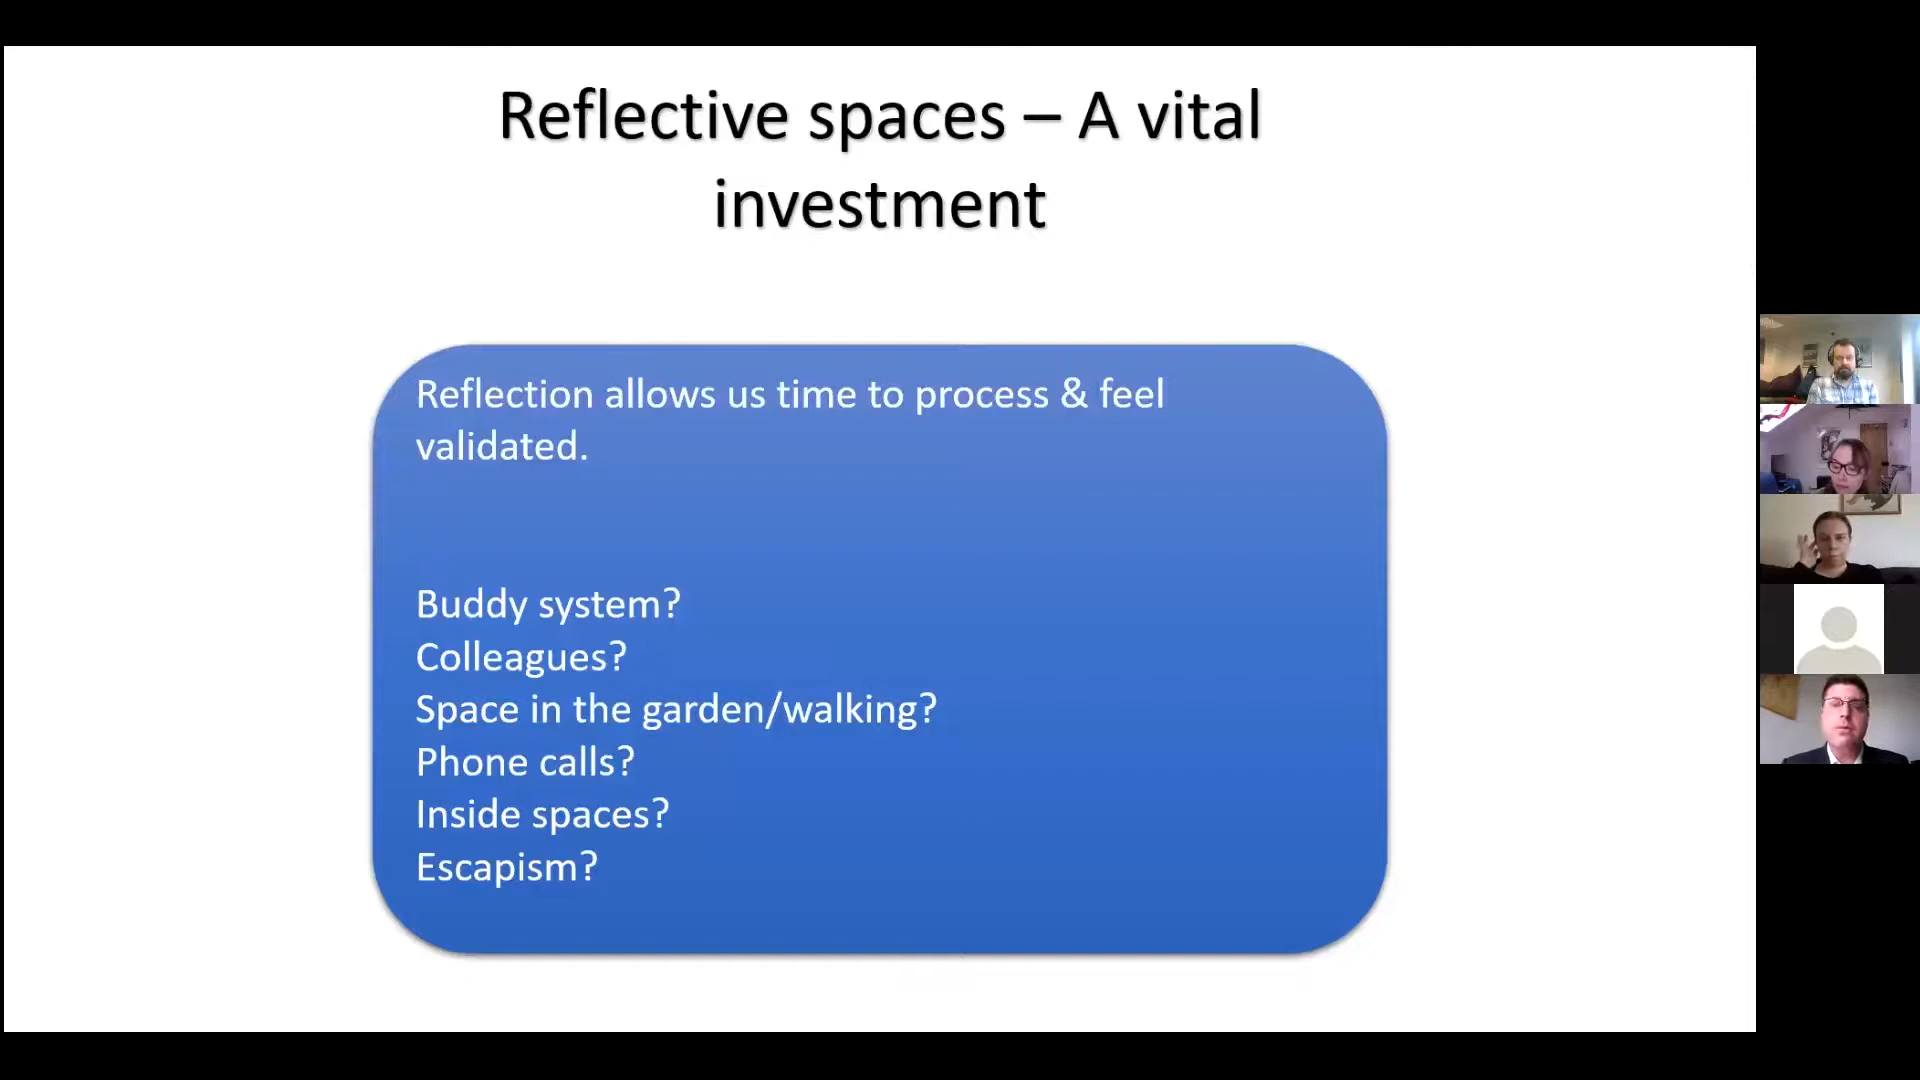 Reflective spaces – A vital
investment
Reflection allows us time to process & feel
validated.
Buddy system?
Colleagues?
Space in the garden/walking?
Phone calls?
Inside spaces?
Escapism?